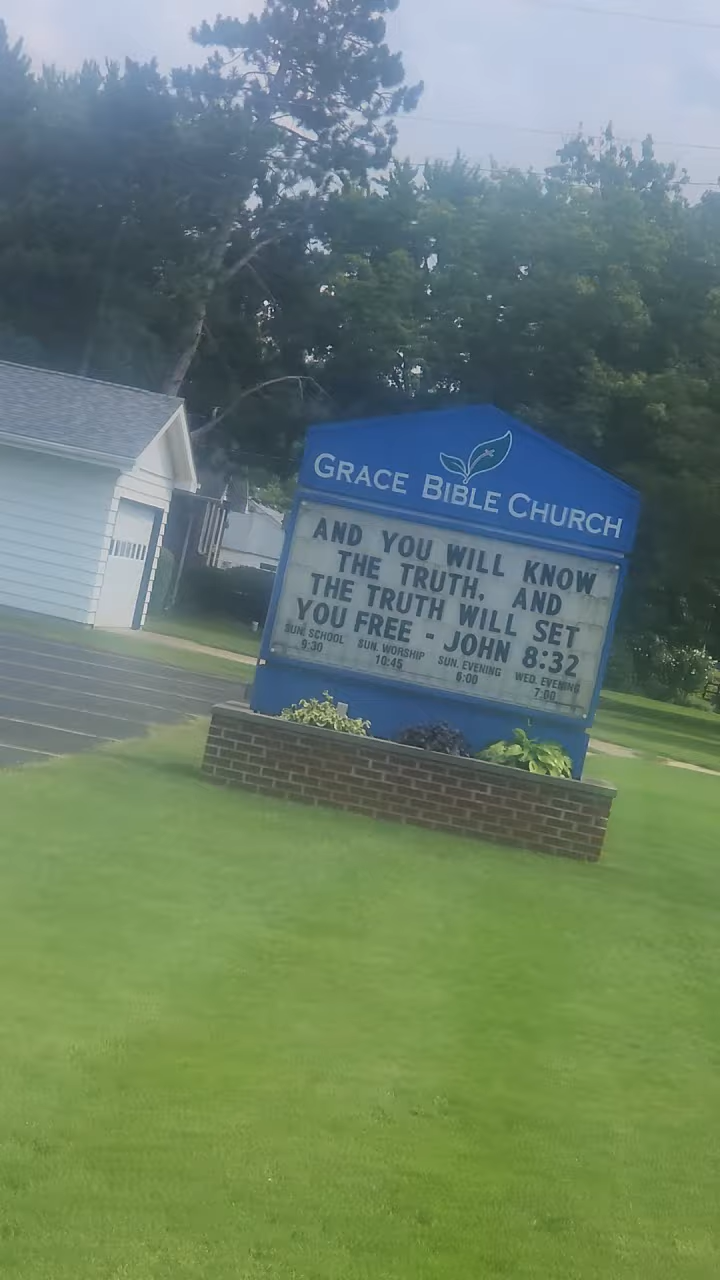 GRACE BIBLE CHURCH
AND YOU WILL KNOW
THE TRUTH, AND
THE TRUTH WILL SET
YOU FREE - JOHN 8:32
SUN. SCHOOL SUN. WORSHIP SUN. EVENING WED. EVENING
9:30 10:45 6:00 7:00